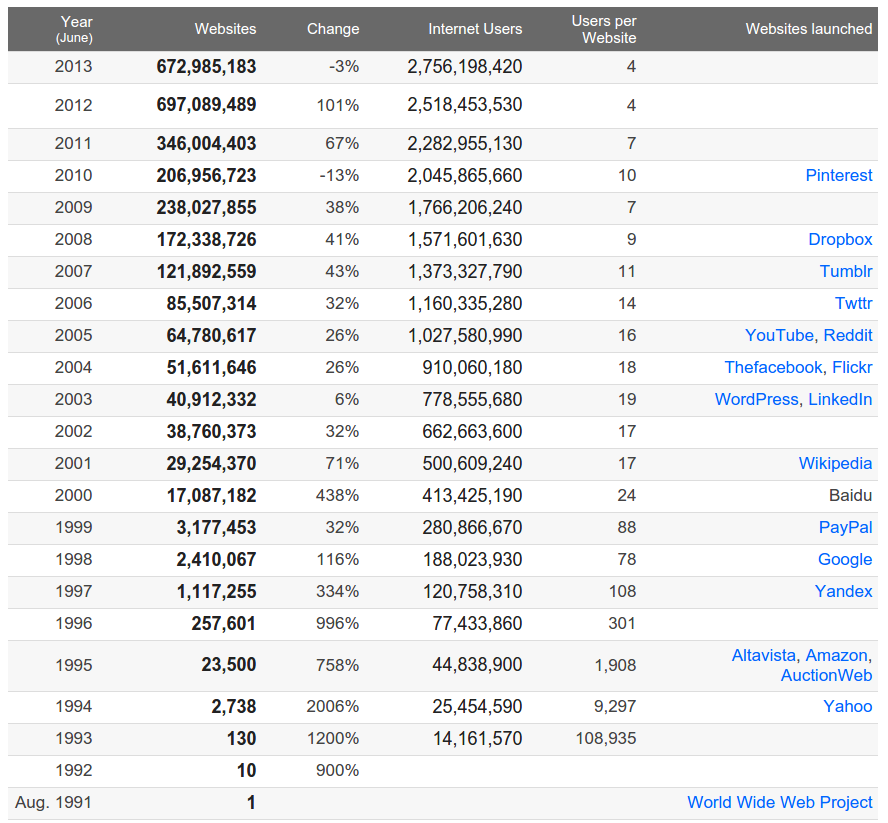 Year (June) Websites Change Internet Users Users per Website Websites launched
2013 672,985,183 -3% 2,756,198,420 4
2012 697,089,489 101% 2,518,453,530 4
2011 346,004,403 67% 2,282,955,130 7
2010 206,956,723 -13% 2,045,865,660 10 Pinterest
2009 238,027,855 38% 1,766,206,240 7
2008 172,338,726 41% 1,571,601,630 9 Dropbox
2007 121,892,559 43% 1,373,327,790 11 Tumblr
2006 85,507,314 32% 1,160,335,280 14 Twttr
2005 64,780,617 26% 1,027,580,990 16 YouTube, Reddit
2004 51,611,646 26% 910,060,180 18 Thefacebook, Flickr
2003 40,912,332 6% 778,555,680 19 WordPress, LinkedIn
2002 38,760,373 32% 662,663,600 17
2001 29,254,370 71% 500,609,240 17 Wikipedia
2000 17,087,182 438% 413,425,190 24 Baidu
1999 3,177,453 32% 280,866,670 88 PayPal
1998 2,410,067 116% 188,023,930 78 Google
1997 1,117,255 334% 120,758,310 108 Yandex
1996 257,601 996% 77,433,860 301
1995 23,500 758% 44,838,900 1,908 Altavista, Amazon, AuctionWeb
1994 2,738 2006% 25,454,590 9,297 Yahoo
1993 130 1200% 14,161,570 108,935
1992 10 900%
Aug. 1991 1 World Wide Web Project